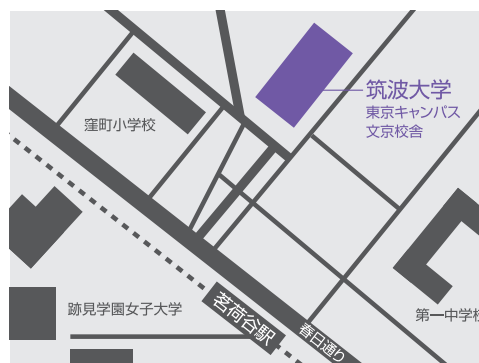 筑波大学
東京キャンパス
文京校舎
窪町小学校
跡見学園女子大学
茗荷谷駅
春日通り
第一中学校